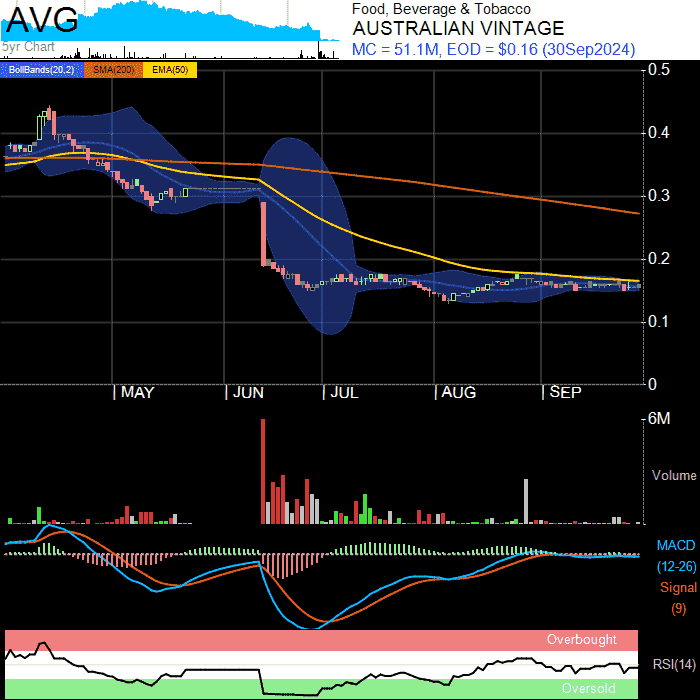 AVG
5yr Chart
Food, Beverage & Tobacco
AUSTRALIAN VINTAGE
MC = 51.1M, EOD = $0.16 (30Sep2024)
BollBands(20,2) SMA(200) EMA(50)
0.5
0.4
0.3
0.2
0.1
0
| MAY | JUN | JUL | AUG | SEP
6M
Volume
MACD
(12-26)
Signal
(9)
Overbought
RSI(14)
Oversold